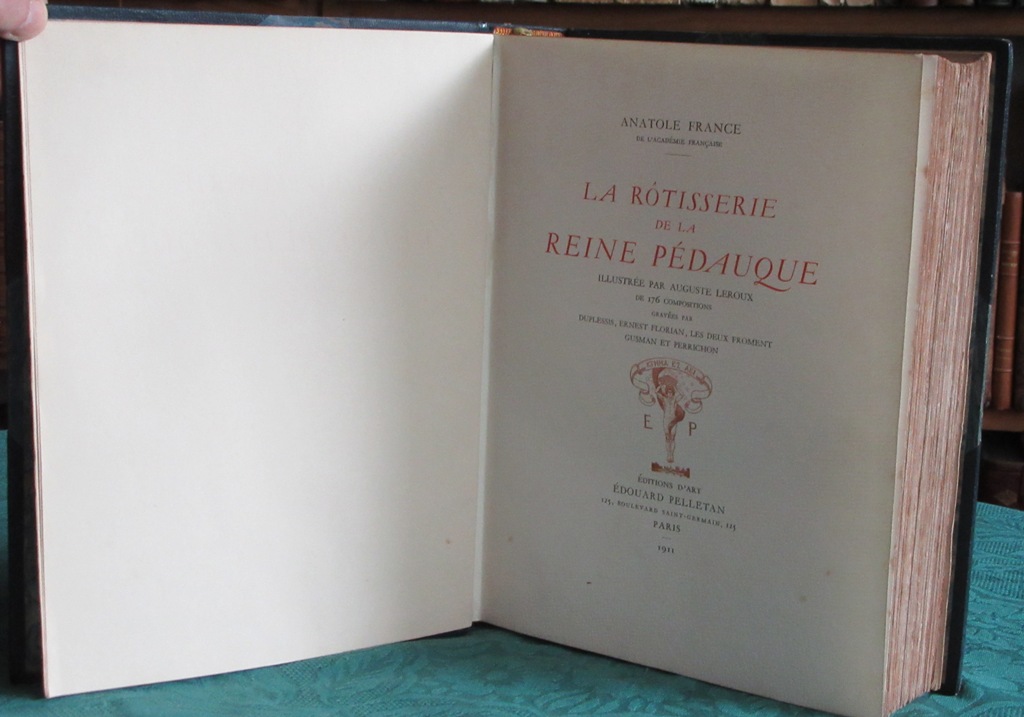 ANATOLE FRANCE
DE L'ACADÉMIE FRANÇAISE
LA RÔTISSERIE
DE LA
REINE PÉDAUQUE
ILLUSTRÉE PAR AUGUSTE LEROUX
DE 176 COMPOSITIONS
GRAVÉES PAR
DUPLESSIS, ERNEST FLORIAN, LES DEUX FROMENT
GUSMAN ET PERRICHON
E P
ÉDITIONS D'ART
ÉDOUARD PELLETAN
125, BOULEVARD SAINT-GERMAIN, 125
PARIS
1911